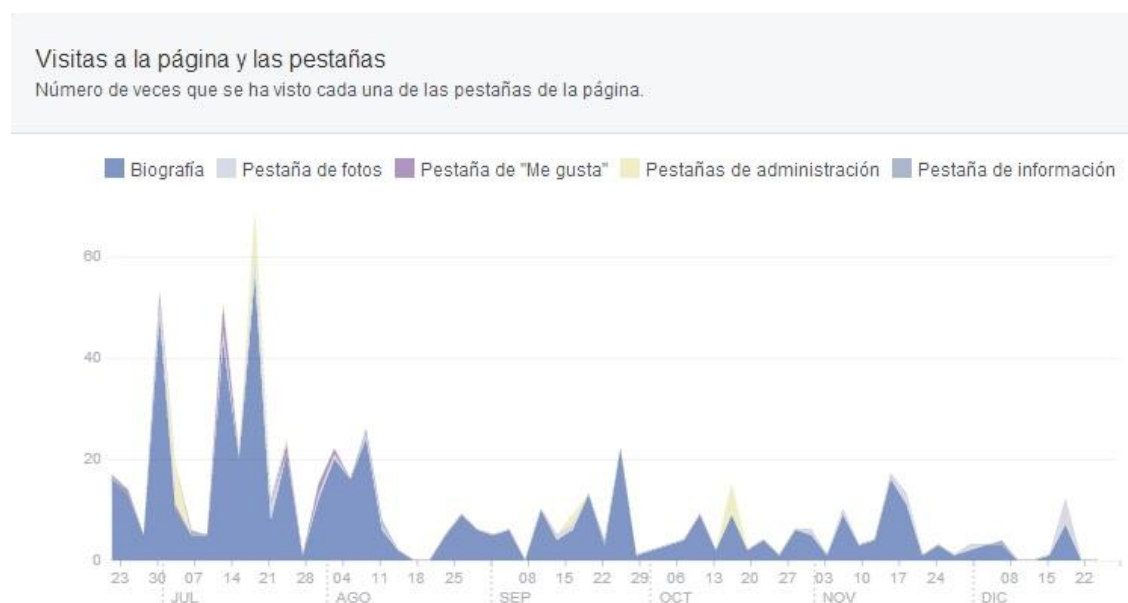 Visitas a la página y las pestañas
Número de veces que se ha visto cada una de las pestañas de la página.
Biografía Pestaña de fotos Pestaña de "Me gusta" Pestañas de administración Pestaña de información
60
40
20
0
23 30 07 14 21 28 04 11 18 25 08 15 22 29 06 13 20 27 03 10 17 24 08 15 22
JUL AGO SEP OCT NOV DIC